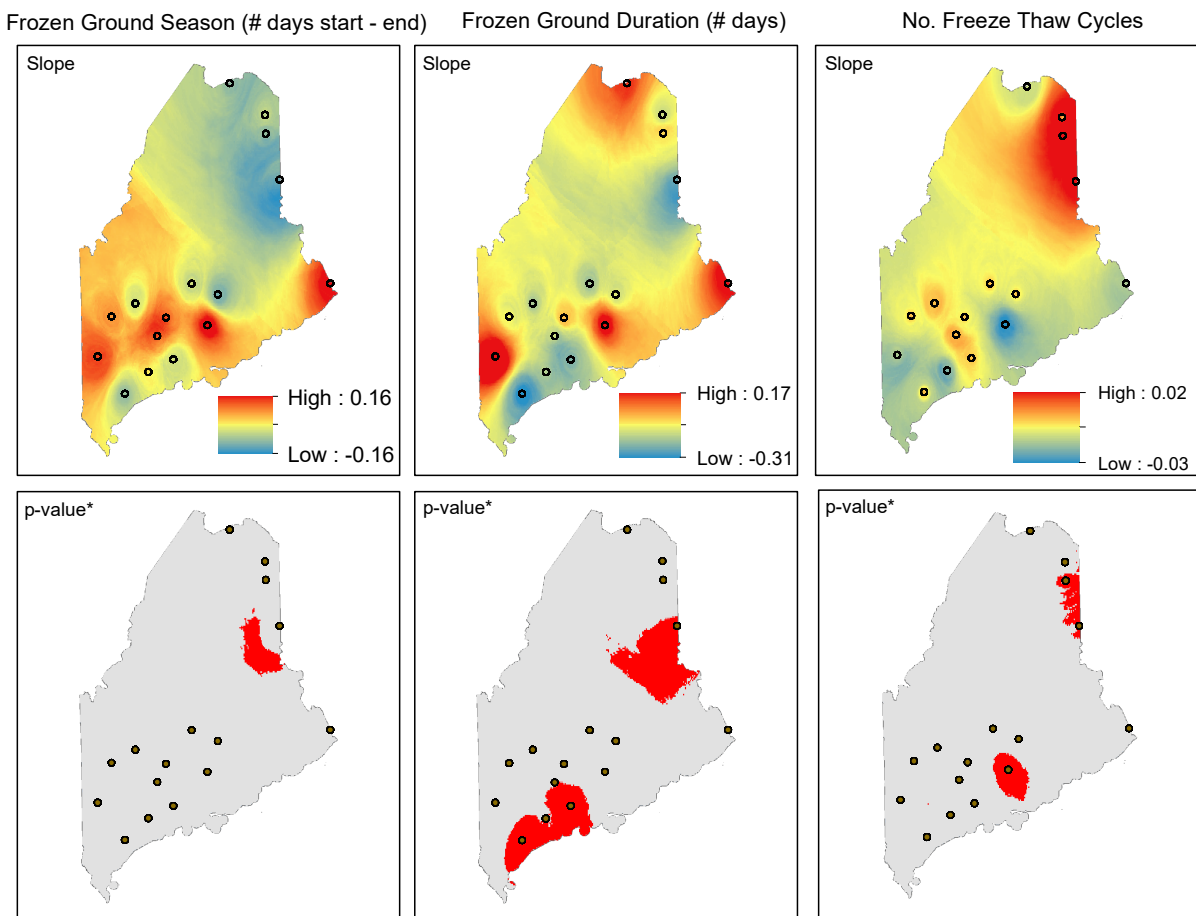 Frozen Ground Season (# days start - end)
Frozen Ground Duration (# days)
No. Freeze Thaw Cycles
Slope
High : 0.16
Low : -0.16
Slope
High : 0.17
Low : -0.31
Slope
High : 0.02
Low : -0.03
p-value*
p-value*
p-value*